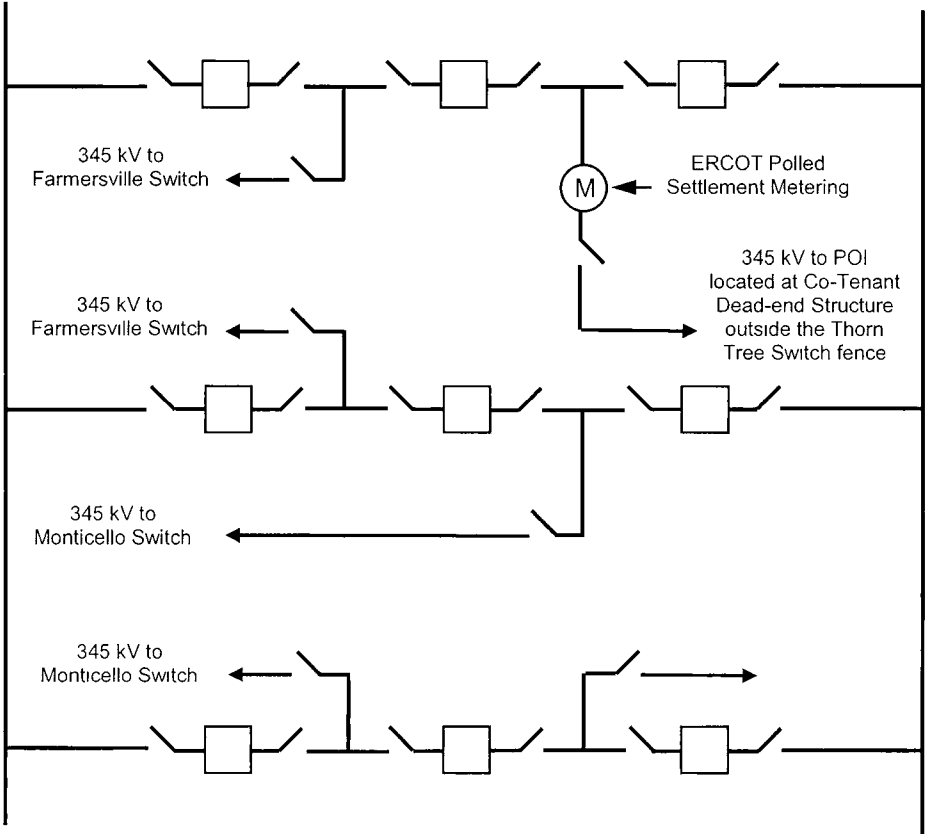 345 kV to
Farmersville Switch
ERCOT Polled
Settlement Metering
M
345 kV to POI
located at Co-Tenant
Dead-end Structure
outside the Thorn
Tree Switch fence
345 kV to
Farmersville Switch
345 kV to
Monticello Switch
345 kV to
Monticello Switch